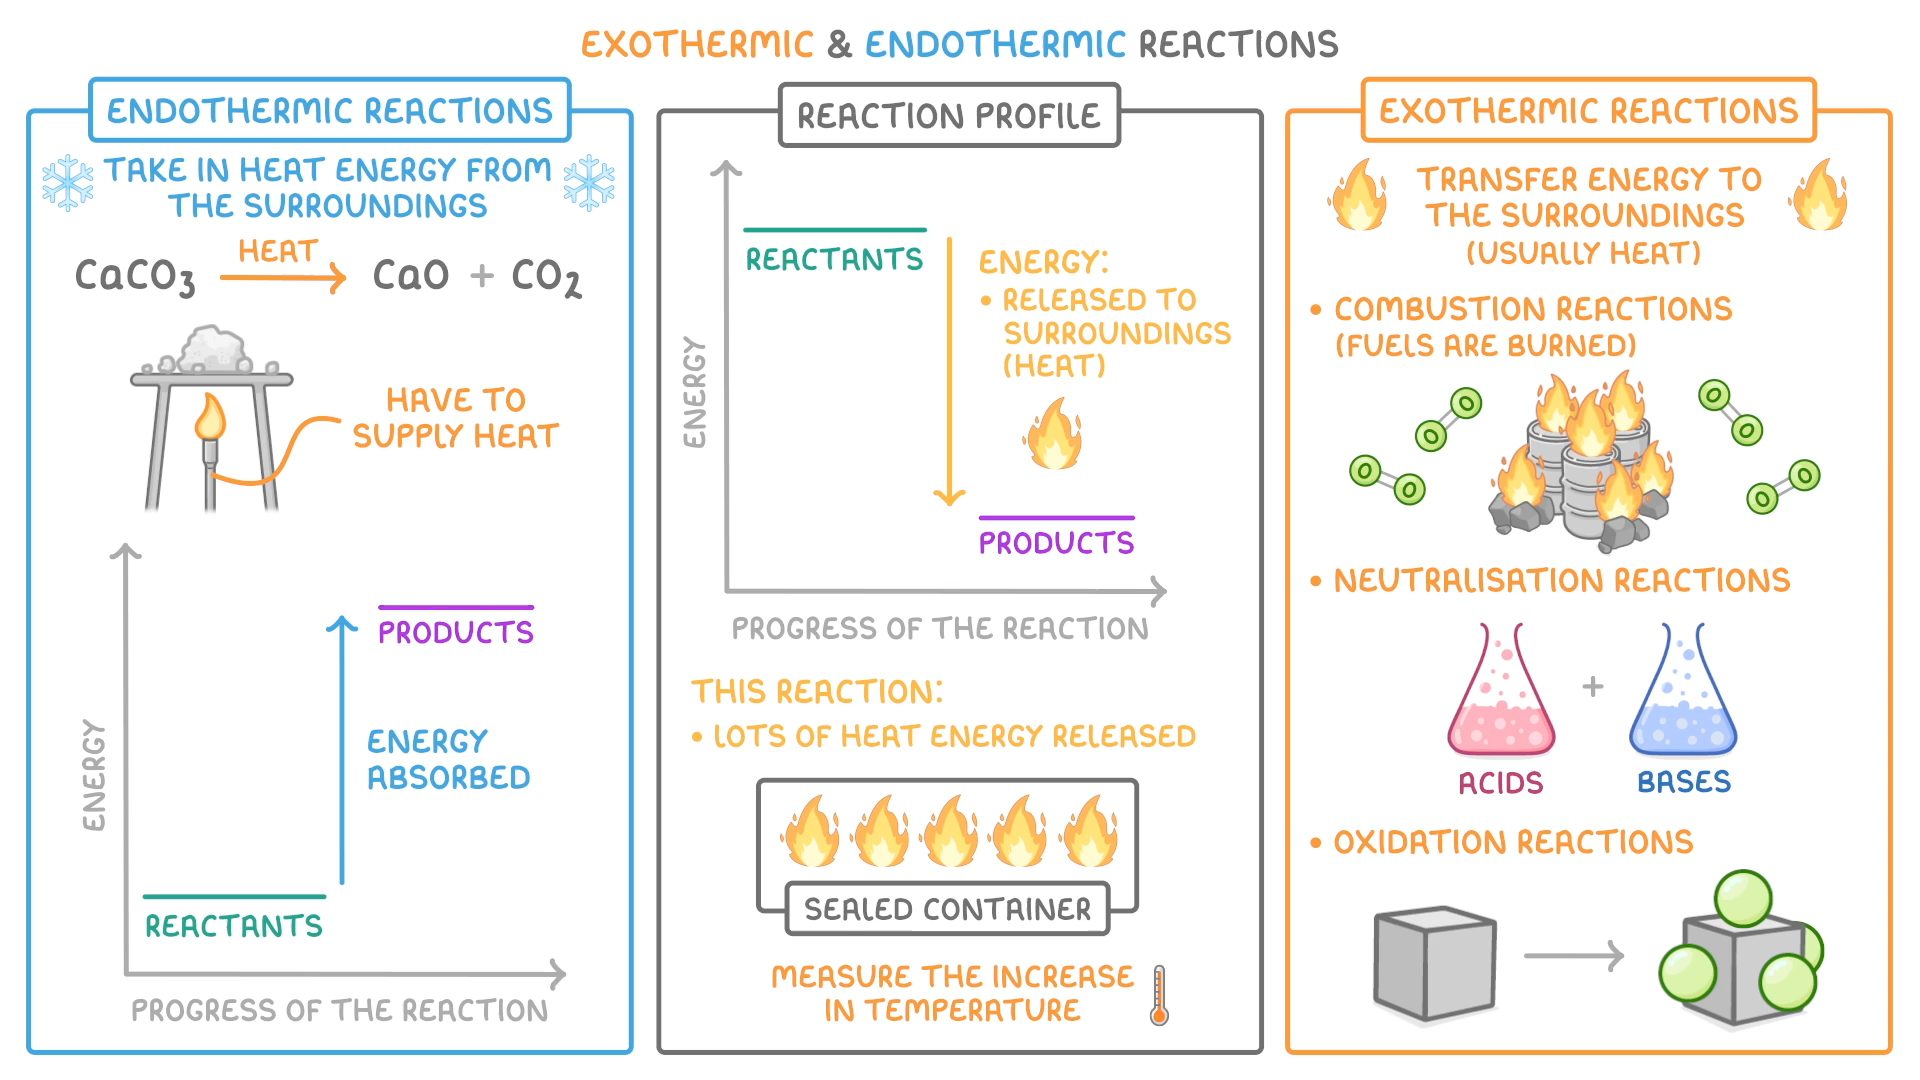 EXOTHERMIC & ENDOTHERMIC REACTIONS
ENDOTHERMIC REACTIONS
TAKE IN HEAT ENERGY FROM
THE SURROUNDINGS
HEAT
CaCO₃ → CaO + CO₂
HAVE TO
SUPPLY HEAT
ENERGY
PRODUCTS
ENERGY
ABSORBED
REACTANTS
PROGRESS OF THE REACTION
REACTION PROFILE
ENERGY
REACTANTS
ENERGY:
• RELEASED TO
SURROUNDINGS
(HEAT)
PRODUCTS
PROGRESS OF THE REACTION
THIS REACTION:
• LOTS OF HEAT ENERGY RELEASED
SEALED CONTAINER
MEASURE THE INCREASE
IN TEMPERATURE
EXOTHERMIC REACTIONS
TRANSFER ENERGY TO
THE SURROUNDINGS
(USUALLY HEAT)
• COMBUSTION REACTIONS
(FUELS ARE BURNED)
O O
O O
O O
O O
• NEUTRALISATION REACTIONS
+
ACIDS
BASES
• OXIDATION REACTIONS